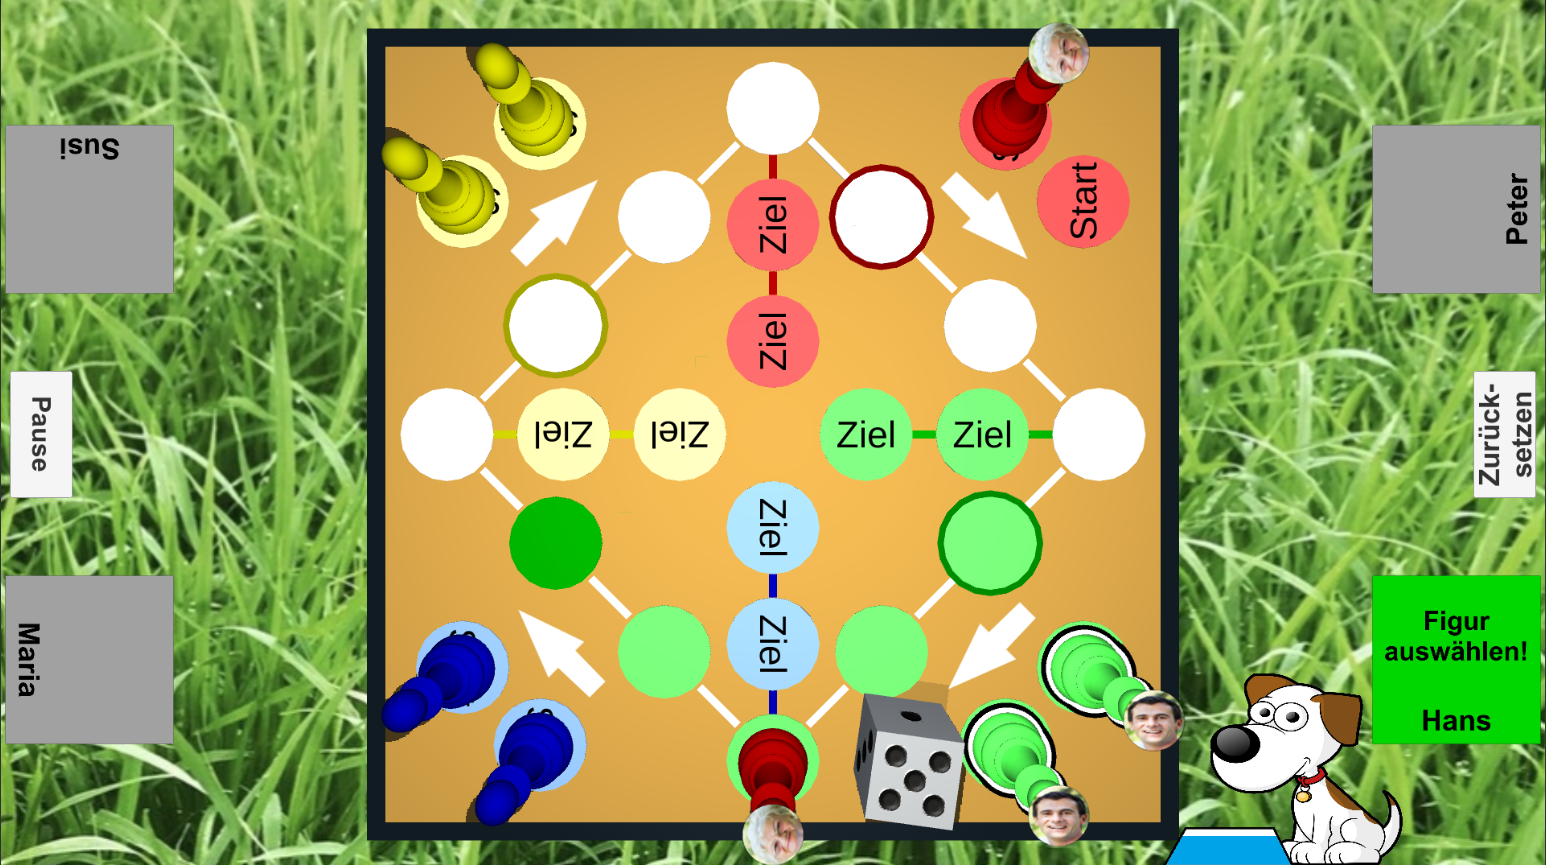 Susi
Peter
Start
Ziel
Ziel
Pause
Ziel
Ziel
Ziel
Ziel
Zurück-
setzen
Ziel
Ziel
Maria
Figur
auswählen!
Hans